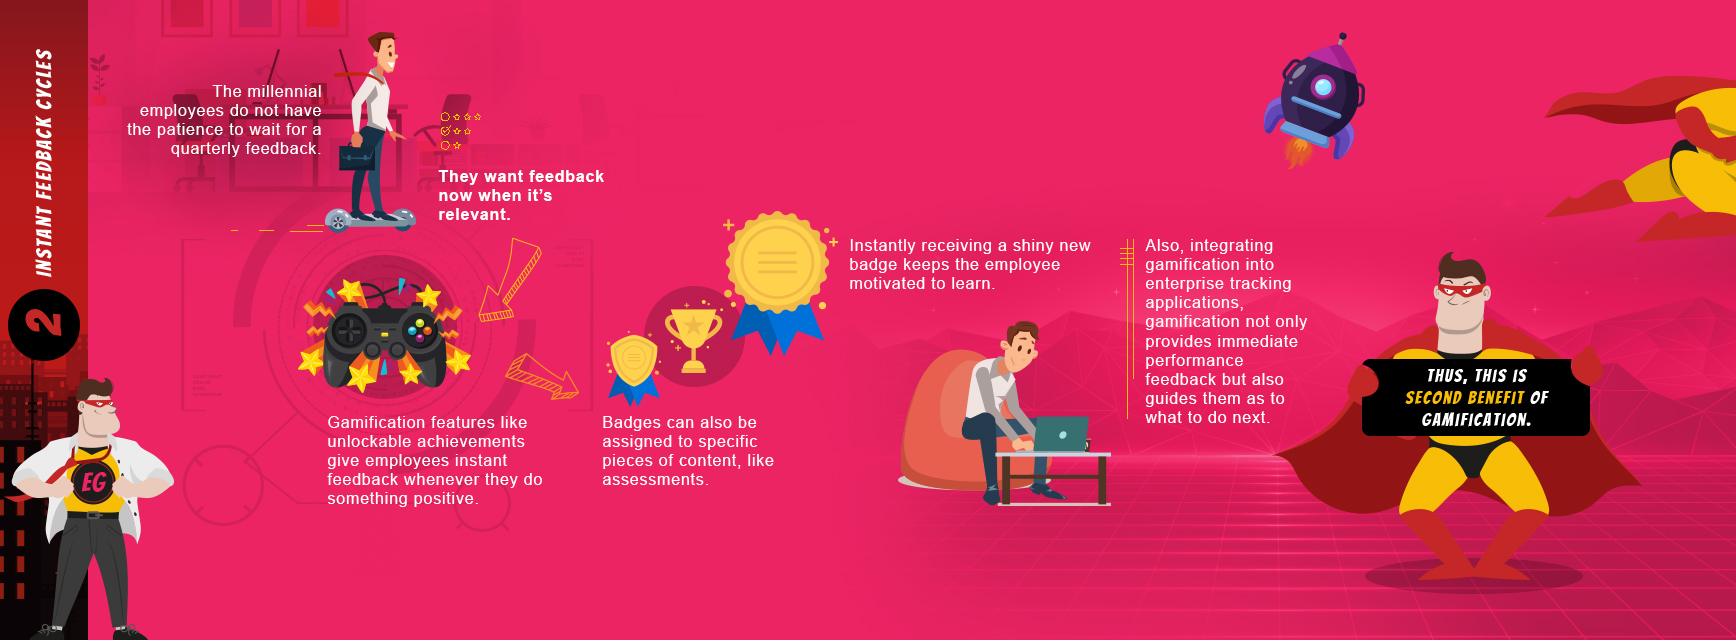 INSTANT FEEDBACK CYCLES
2
EG
The millennial
employees do not have
the patience to wait for a
quarterly feedback.
They want feedback
now when it’s
relevant.
Gamification features like
unlockable achievements
give employees instant
feedback whenever they do
something positive.
Badges can also be
assigned to specific
pieces of content, like
assessments.
Instantly receiving a shiny new
badge keeps the employee
motivated to learn.
Also, integrating
gamification into
enterprise tracking
applications,
gamification not only
provides immediate
performance
feedback but also
guides them as to
what to do next.
THUS, THIS IS
SECOND BENEFIT OF
GAMIFICATION.